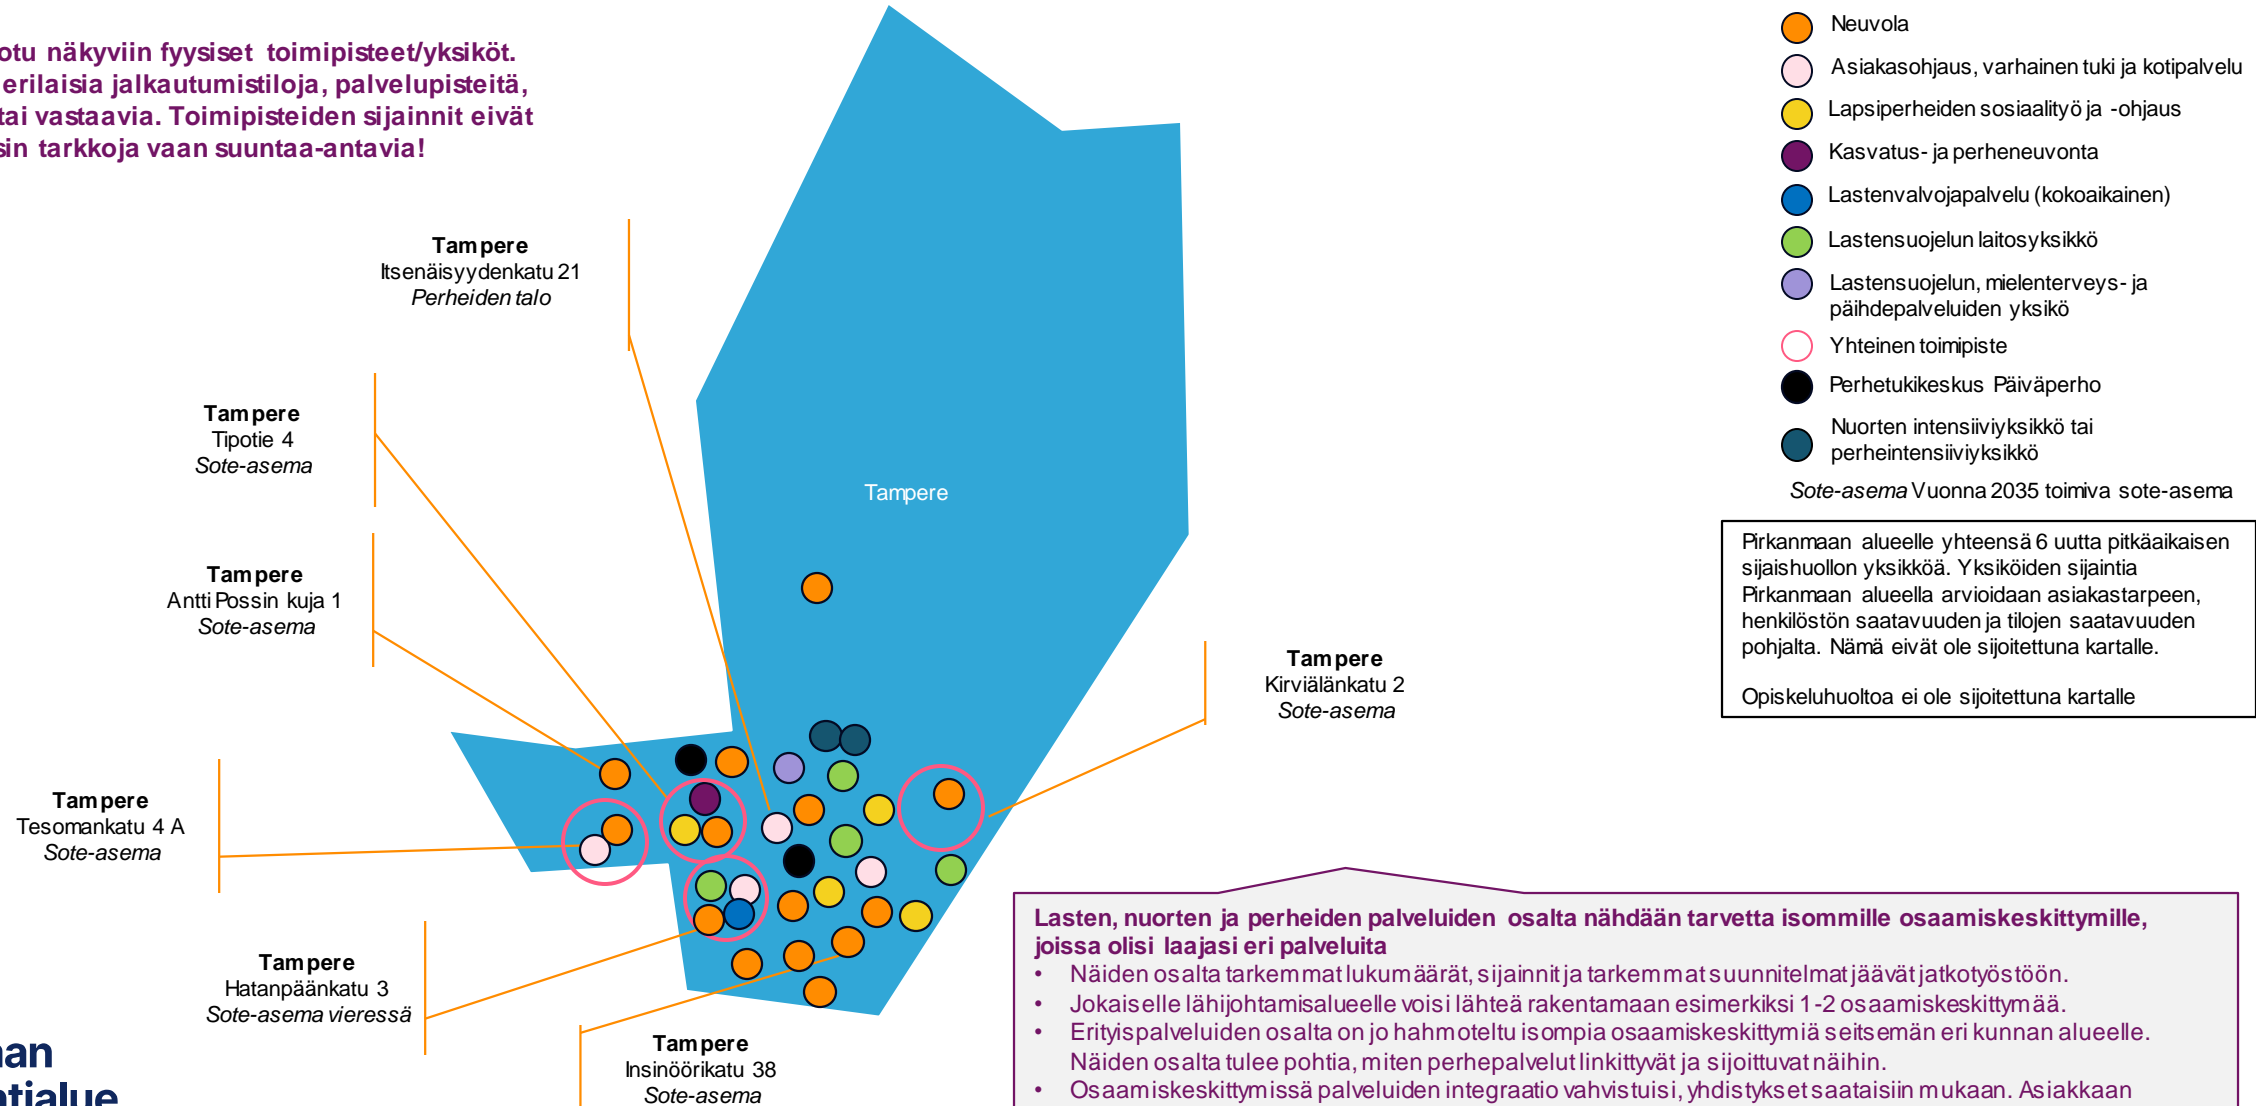 otu näkyviin fyysiset toimipisteet/yksiköt.
erilaisia jalkautumistiloja, palvelupisteitä,
tai vastaavia. Toimipisteiden sijainnit eivät
sin tarkkoja vaan suuntaa-antavia!
Tampere
Itsenäisyydenkatu 21
Perheiden talo
Tampere
Tipotie 4
Sote-asema
Tampere
Antti Possin kuja 1
Sote-asema
Tampere
Tesomankatu 4 A
Sote-asema
Tampere
Hatanpäänkatu 3
Sote-asema vieressä
Tampere
Insinöörikatu 38
Sote-asema
Tampere
Tampere
Kirviälänkatu 2
Sote-asema
Neuvola
Asiakasohjaus, varhainen tuki ja kotipalvelu
Lapsiperheiden sosiaalityö ja -ohjaus
Kasvatus- ja perheneuvonta
Lastenvalvojapalvelu (kokoaikainen)
Lastensuojelun laitosyksikkö
Lastensuojelun, mielenterveys- ja
päihdepalveluiden yksikö
Yhteinen toimipiste
Perhetukikeskus Päiväperho
Nuorten intensiiviyksikkö tai
perheintensiiviyksikkö
Sote-asema Vuonna 2035 toimiva sote-asema
Pirkanmaan alueelle yhteensä 6 uutta pitkäaikaisen
sijaishuollon yksikköä. Yksiköiden sijaintia
Pirkanmaan alueella arvioidaan asiakastarpeen,
henkilöstön saatavuuden ja tilojen saatavuuden
pohjalta. Nämä eivät ole sijoitettuna kartalle.
Opiskeluhuoltoa ei ole sijoitettuna kartalle
Lasten, nuorten ja perheiden palveluiden osalta nähdään tarvetta isommille osaamiskeskittymille,
joissa olisi laajasi eri palveluita
• Näiden osalta tarkemmat lukumäärät, sijainnit ja tarkemmat suunnitelmat jäävät jatkotyöstöön.
• Jokaiselle lähijohtamisalueelle voisi lähteä rakentamaan esimerkiksi 1-2 osaamiskeskittymää.
• Erityispalveluiden osalta on jo hahmoteltu isompia osaamiskeskittymiä seitsemän eri kunnan alueelle.
Näiden osalta tulee pohtia, miten perhepalvelut linkittyvät ja sijoittuvat näihin.
• Osaamiskeskittymissä palveluiden integraatio vahvistuisi, yhdistykset saataisiin mukaan. Asiakkaan